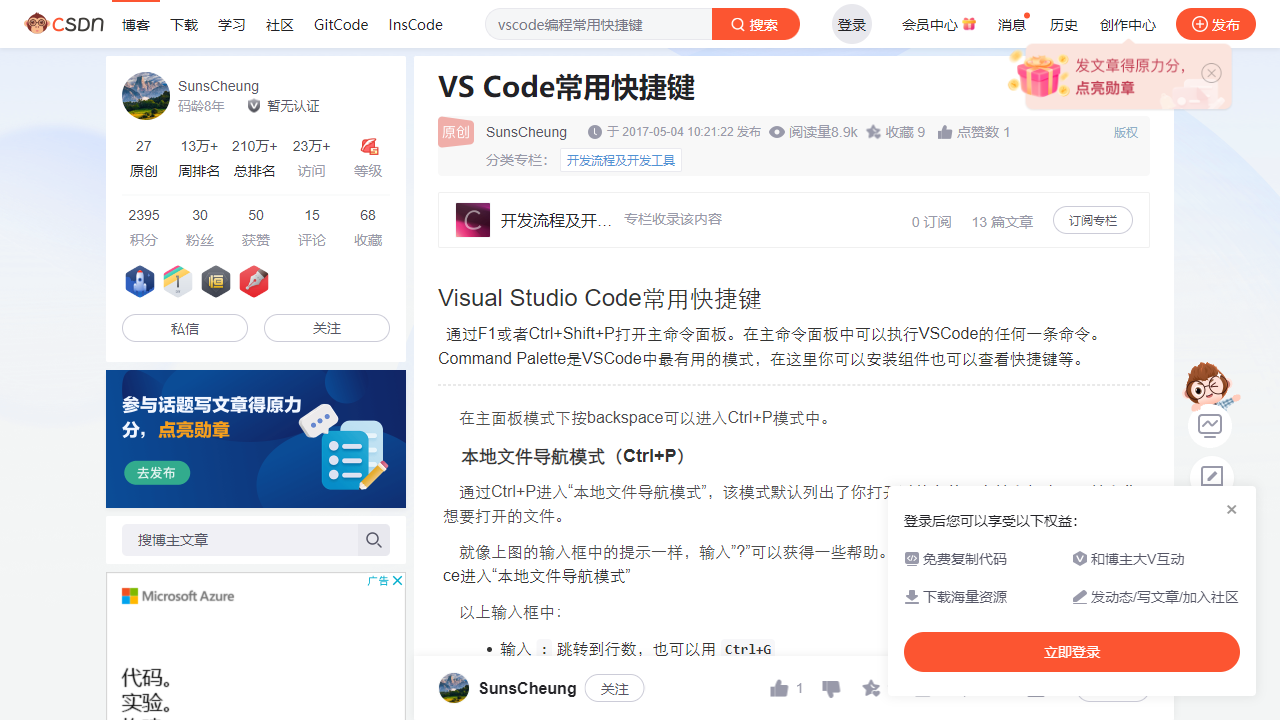 CSDN 博客 下载 学习 社区 GitCode InsCode vscode编程常用快捷键 搜索 登录 会员中心 消息 历史 创作中心 发布
发文章得原力分，
点亮勋章
SunsCheung
码龄8年 暂无认证
27 13万+ 210万+ 23万+
原创 周排名 总排名 访问 等级
2395 30 50 15 68
积分 粉丝 获赞 评论 收藏
私信 关注
参与话题写文章得原力
分，点亮勋章
去发布
搜博主文章
广告
Microsoft Azure
代码。
实验。
VS Code常用快捷键
原创 SunsCheung 于 2017-05-04 10:21:22 发布 阅读量8.9k 收藏 9 点赞数 1 版权
分类专栏： 开发流程及开发工具
开发流程及开... 专栏收录该内容 0 订阅 13 篇文章 订阅专栏
Visual Studio Code常用快捷键
通过F1或者Ctrl+Shift+P打开主命令面板。在主命令面板中可以执行VSCode的任何一条命令。
Command Palette是VSCode中最有用的模式，在这里你可以安装组件也可以查看快捷键等。
在主面板模式下按backspace可以进入Ctrl+P模式中。
本地文件导航模式（Ctrl+P）
通过Ctrl+P进入“本地文件导航模式”，该模式默认列出了你打开
想要打开的文件。
就像上图的输入框中的提示一样，输入”?”可以获得一些帮助。
ce进入“本地文件导航模式”
以上输入框中：
输入 : 跳转到行数，也可以用 Ctrl+G
SunsCheung 关注 1
登录后您可以享受以下权益：
免费复制代码 和博主大V互动
下载海量资源 发动态/写文章/加入社区
立即登录